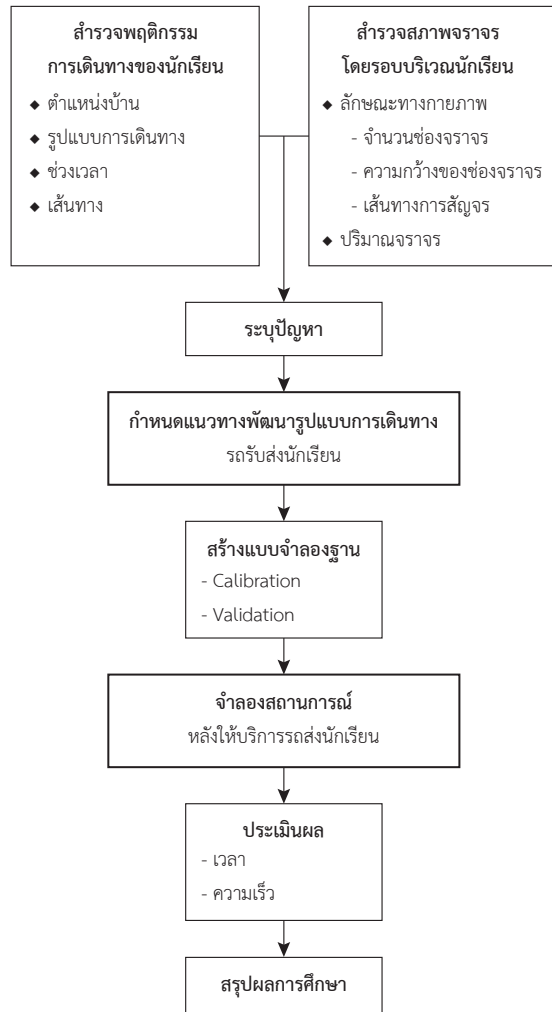 สำรวจพฤติกรรม
การเดินทางของนักเรียน
◆ ตำแหน่งบ้าน
◆ รูปแบบการเดินทาง
◆ ช่วงเวลา
◆ เส้นทาง
สำรวจสภาพจราจร
โดยรอบบริเวณนักเรียน
◆ ลักษณะทางกายภาพ
- จำนวนช่องจราจร
- ความกว้างของช่องจราจร
- เส้นทางการสัญจร
◆ ปริมาณจราจร
ระบุปัญหา
กำหนดแนวทางพัฒนารูปแบบการเดินทาง
รถรับส่งนักเรียน
สร้างแบบจำลองฐาน
- Calibration
- Validation
จำลองสถานการณ์
หลังให้บริการรถส่งนักเรียน
ประเมินผล
- เวลา
- ความเร็ว
สรุปผลการศึกษา